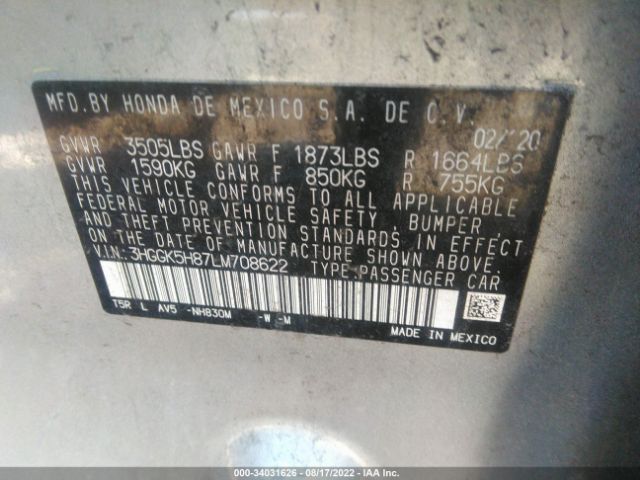 MFD.BY HONDA DE MEXICO S.A. DE C.V.
02/'20
GVWR 3505LBS GAWR F 1873LBS R 1664LBS
GVWR 1590KG GAWR F 850KG R 755KG
THIS VEHICLE CONFORMS TO ALL APPLICABLE
FEDERAL MOTOR VEHICLE SAFETY, BUMPER,
AND THEFT PREVENTION STANDARDS IN EFFECT
ON THE DATE OF MANUFACTURE SHOWN ABOVE.
V.I.N: 3HGGK5H87LM708622 TYPE:PASSENGER CAR
T5R L AV5 -NH830M -W -M
MADE IN MEXICO
000-34031626 - 08/17/2022 - IAA Inc.